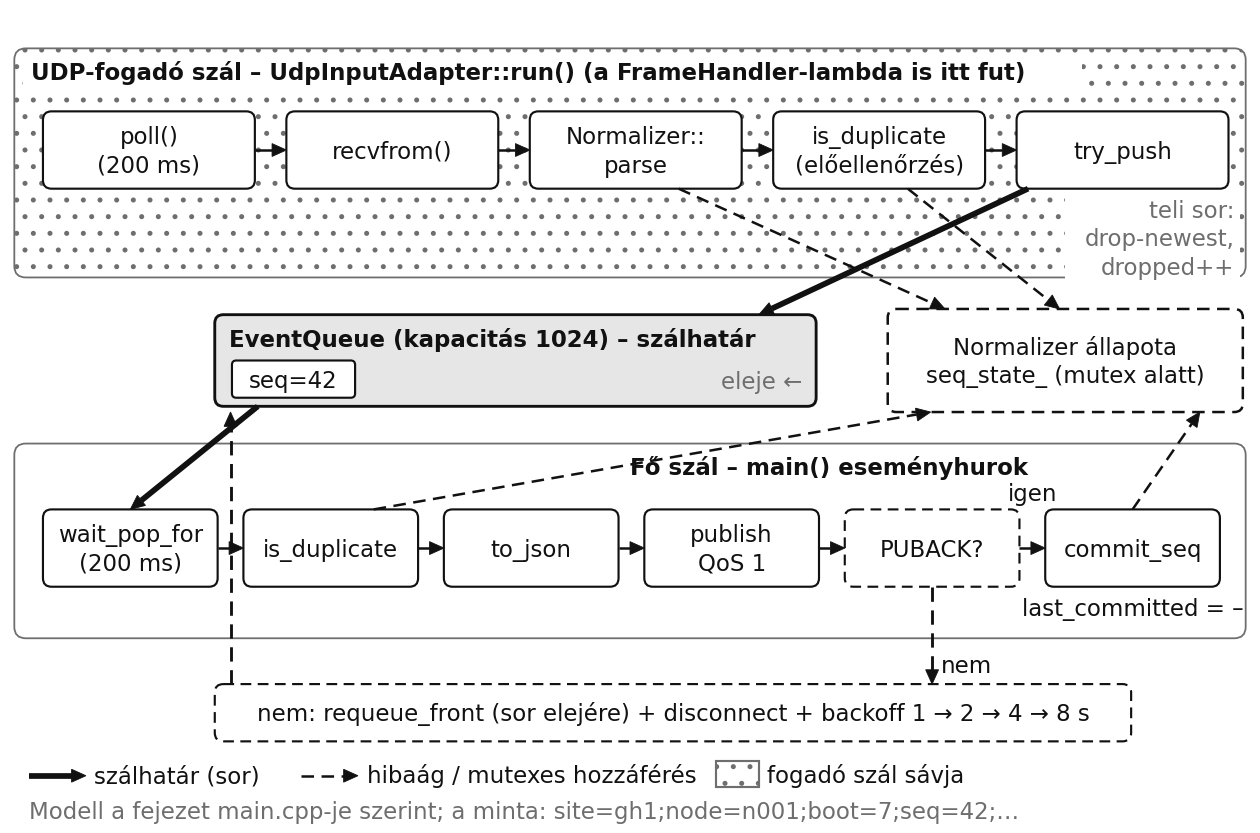 UDP-fogadó szál – UdpInputAdapter::run() (a FrameHandler-lambda is itt fut)
poll()
(200 ms)
recvfrom()
Normalizer::
parse
is_duplicate
(előellenőrzés)
try_push
teli sor:
drop-newest,
dropped++
EventQueue (kapacitás 1024) – szálhatár
seq=42
eleje ←
Normalizer állapota
seq_state_ (mutex alatt)
Fő szál – main() eseményhurok
igen
wait_pop_for
(200 ms)
is_duplicate
to_json
publish
QoS 1
PUBACK?
commit_seq
last_committed = –
nem
nem: requeue_front (sor elejére) + disconnect + backoff 1 → 2 → 4 → 8 s
szálhatár (sor)
hibaág / mutexes hozzáférés
fogadó szál sávja
Modell a fejezet main.cpp-je szerint; a minta: site=gh1;node=n001;boot=7;seq=42;…